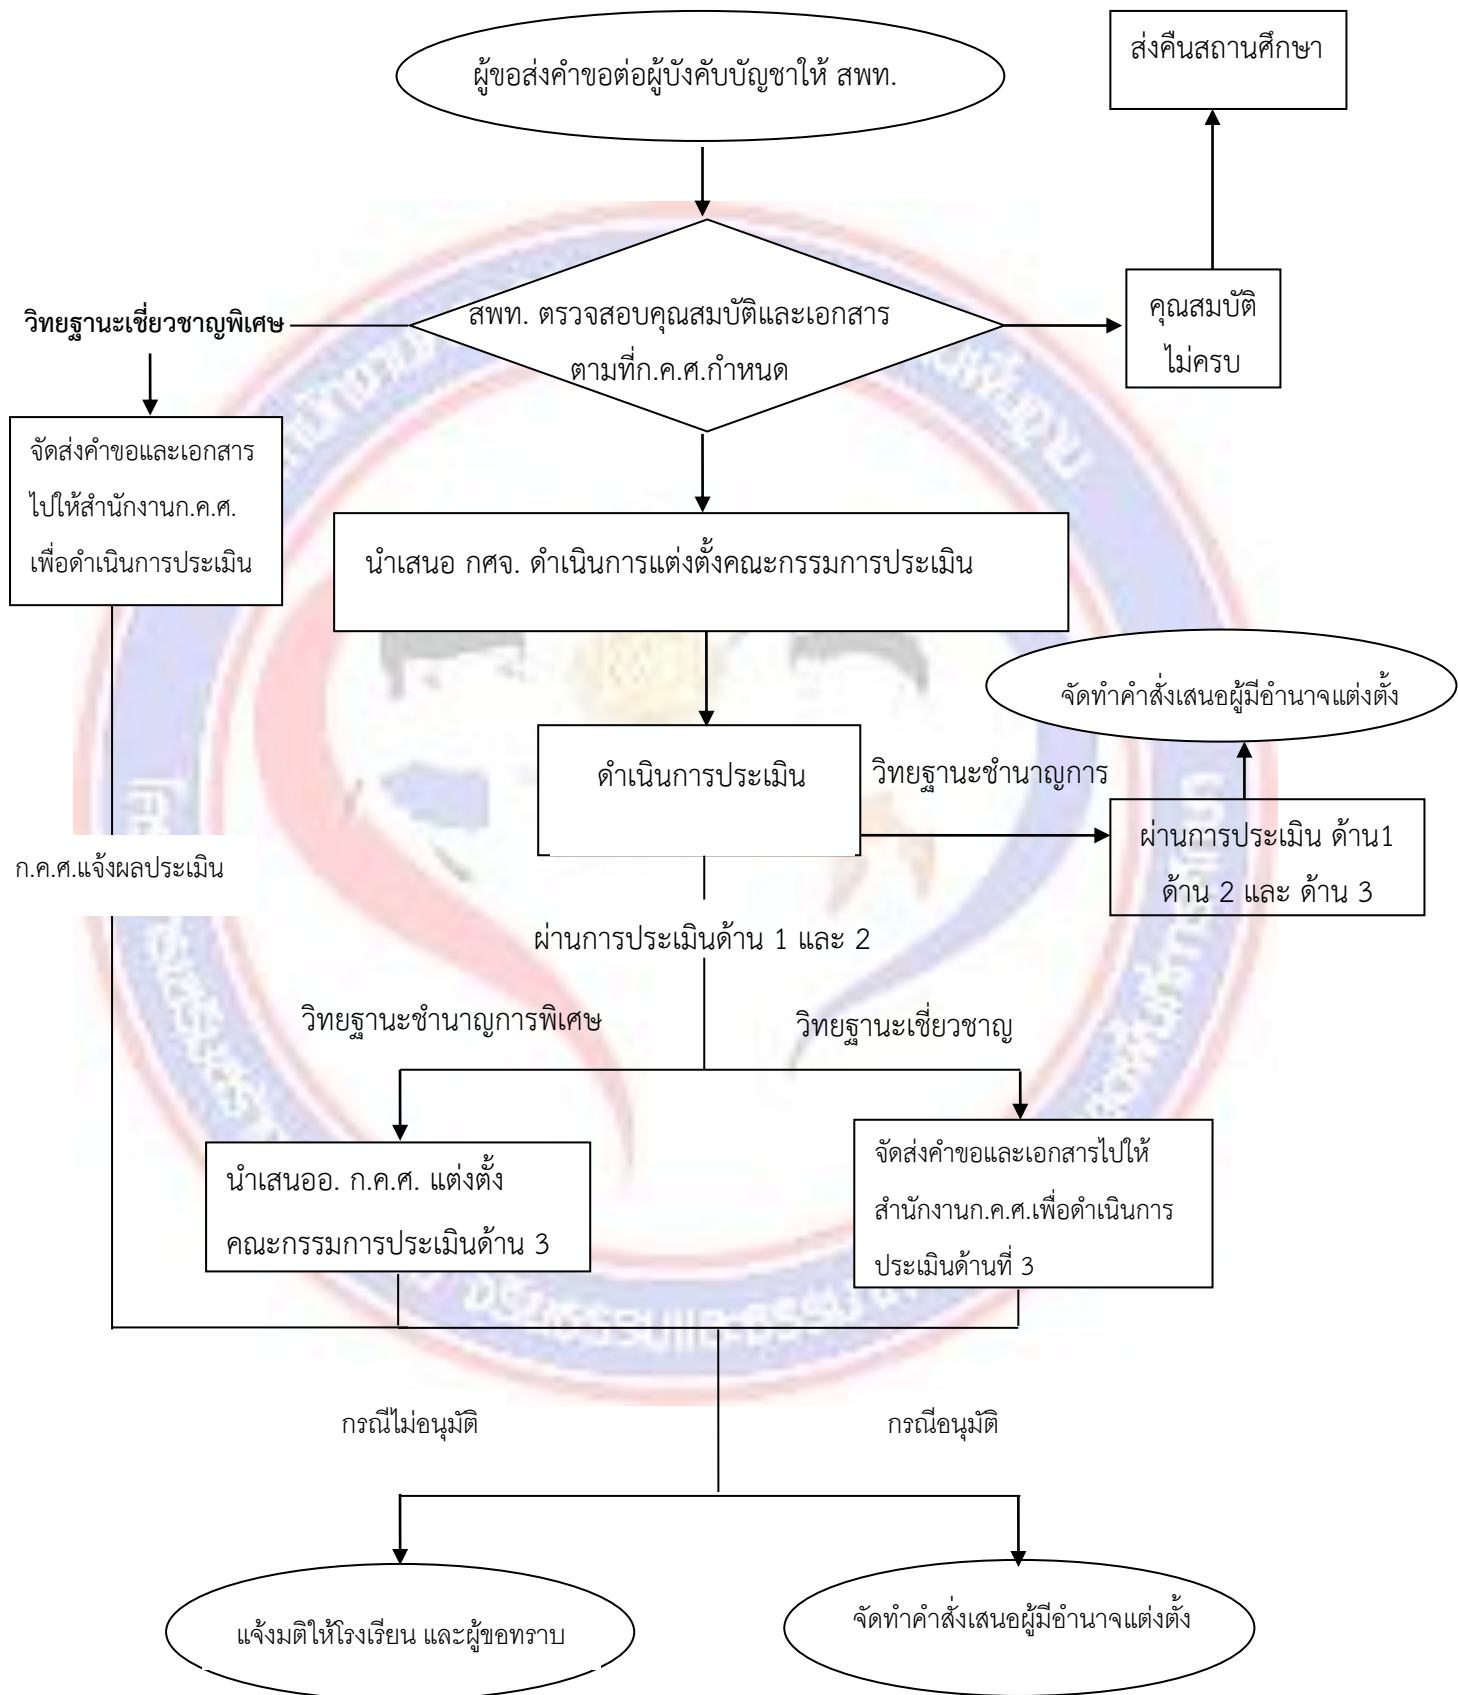 ผู้ขอส่งคำขอต่อผู้บังคับบัญชาให้ สพท.
ส่งคืนสถานศึกษา
วิทยฐานะเชี่ยวชาญพิเศษ
สพท. ตรวจสอบคุณสมบัติและเอกสาร
ตามที่ก.ค.ศ.กำหนด
คุณสมบัติ
ไม่ครบ
จัดส่งคำขอและเอกสาร
ไปให้สำนักงานก.ค.ศ.
เพื่อดำเนินการประเมิน
นำเสนอ กศจ. ดำเนินการแต่งตั้งคณะกรรมการประเมิน
จัดทำคำสั่งเสนอผู้มีอำนาจแต่งตั้ง
ดำเนินการประเมิน
วิทยฐานะชำนาญการ
ผ่านการประเมิน ด้าน1
ด้าน 2 และ ด้าน 3
ก.ค.ศ.แจ้งผลประเมิน
ผ่านการประเมินด้าน 1 และ 2
วิทยฐานะชำนาญการพิเศษ
วิทยฐานะเชี่ยวชาญ
นำเสนออ. ก.ค.ศ. แต่งตั้ง
คณะกรรมการประเมินด้าน 3
จัดส่งคำขอและเอกสารไปให้
สำนักงานก.ค.ศ.เพื่อดำเนินการ
ประเมินด้านที่ 3
กรณีไม่อนุมัติ
กรณีอนุมัติ
แจ้งมติให้โรงเรียน และผู้ขอทราบ
จัดทำคำสั่งเสนอผู้มีอำนาจแต่งตั้ง